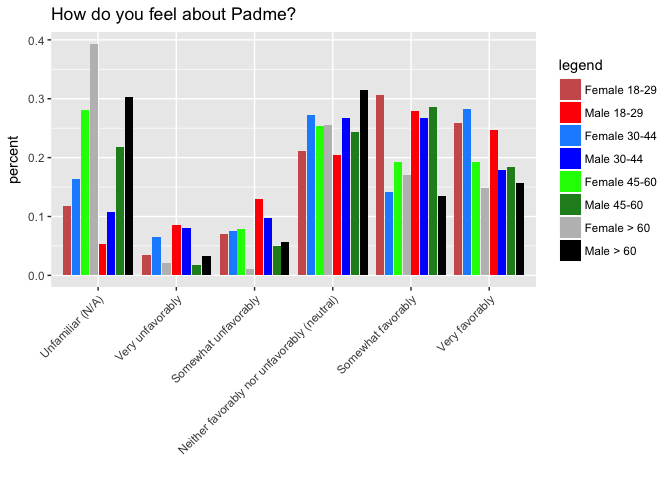 How do you feel about Padme?
percent
0.4
0.3
0.2
0.1
0.0
Unfamiliar (N/A)
Very unfavorably
Somewhat unfavorably
Neither favorably nor unfavorably (neutral)
Somewhat favorably
Very favorably
legend
Female 18-29
Male 18-29
Female 30-44
Male 30-44
Female 45-60
Male 45-60
Female > 60
Male > 60